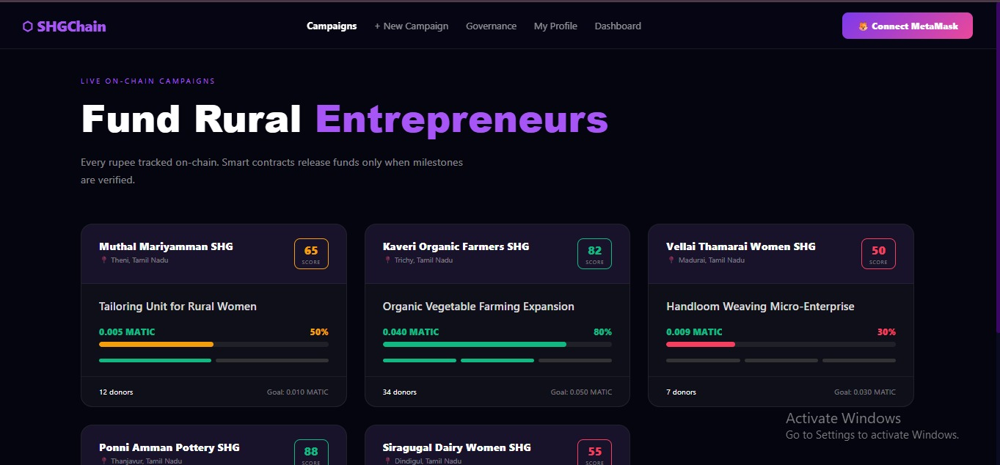 SHGChain
Campaigns
+ New Campaign
Governance
My Profile
Dashboard
Connect MetaMask
LIVE ON-CHAIN CAMPAIGNS
Fund Rural Entrepreneurs
Every rupee tracked on-chain. Smart contracts release funds only when milestones
are verified.
Muthal Mariyamman SHG
Theni, Tamil Nadu
65
SCORE
Tailoring Unit for Rural Women
0.005 MATIC
50%
12 donors
Goal: 0.010 MATIC
Kaveri Organic Farmers SHG
Trichy, Tamil Nadu
82
SCORE
Organic Vegetable Farming Expansion
0.040 MATIC
80%
34 donors
Goal: 0.050 MATIC
Vellai Thamarai Women SHG
Madurai, Tamil Nadu
50
SCORE
Handloom Weaving Micro-Enterprise
0.009 MATIC
30%
7 donors
Goal: 0.030 MATIC
Ponni Amman Pottery SHG
Thanjavur, Tamil Nadu
88
SCORE
Siragugal Dairy Women SHG
Dindigul, Tamil Nadu
55
SCORE
Activate Windows
Go to Settings to activate Windows.